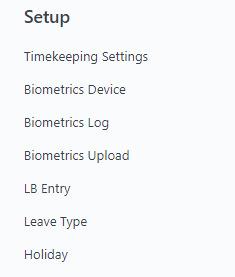 Setup
Timekeeping Settings
Biometrics Device
Biometrics Log
Biometrics Upload
LB Entry
Leave Type
Holiday